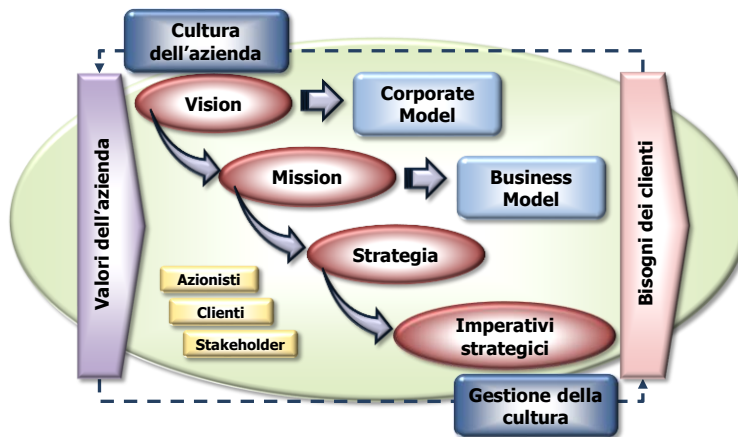 Cultura
dell'azienda
Vision
Corporate
Model
Mission
Business
Model
Strategia
Imperativi
strategici
Azionisti
Clienti
Stakeholder
Valori dell'azienda
Bisogni dei clienti
Gestione della
cultura